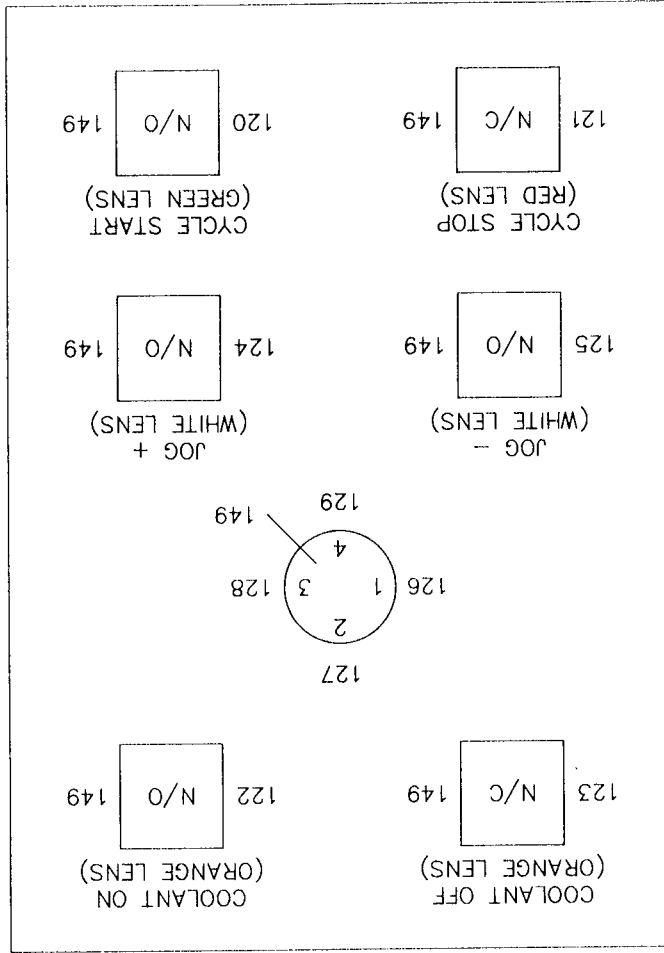 COOLANT OFF
(ORANGE LENS)
123 N/C 149
COOLANT ON
(ORANGE LENS)
122 N/O 149
127
2
126 1 3 128
4
149
129
JOG -
(WHITE LENS)
125 N/O 149
JOG +
(WHITE LENS)
124 N/O 149
CYCLE STOP
(RED LENS)
121 N/C 149
CYCLE START
(GREEN LENS)
120 N/O 149